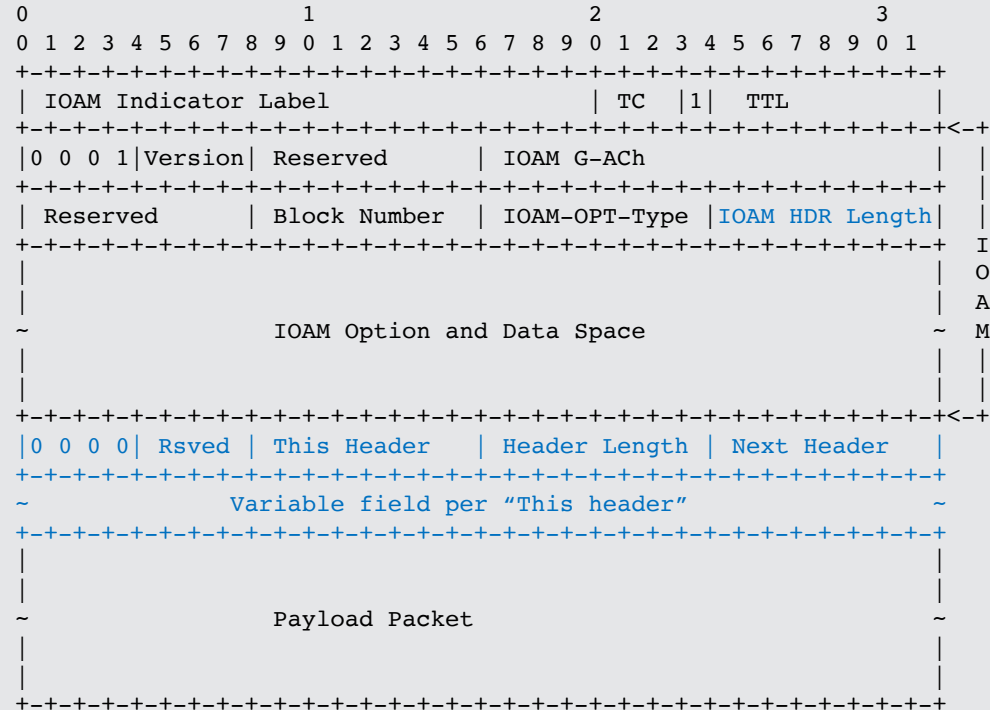 0                   1                   2                   3
0 1 2 3 4 5 6 7 8 9 0 1 2 3 4 5 6 7 8 9 0 1 2 3 4 5 6 7 8 9 0 1
+-+-+-+-+-+-+-+-+-+-+-+-+-+-+-+-+-+-+-+-+-+-+-+-+-+-+-+-+-+-+-+-+
| IOAM Indicator Label                  | TC  |1|  TTL          |
+-+-+-+-+-+-+-+-+-+-+-+-+-+-+-+-+-+-+-+-+-+-+-+-+-+-+-+-+-+-+-+-+<-+
|0 0 0 1|Version| Reserved      | IOAM G-ACh                    |  |
+-+-+-+-+-+-+-+-+-+-+-+-+-+-+-+-+-+-+-+-+-+-+-+-+-+-+-+-+-+-+-+-+  |
| Reserved      | Block Number  | IOAM-OPT-Type |IOAM HDR Length|  |
+-+-+-+-+-+-+-+-+-+-+-+-+-+-+-+-+-+-+-+-+-+-+-+-+-+-+-+-+-+-+-+-+  I
|                                                               |  O
|                                                               |  A
~                 IOAM Option and Data Space                    ~  M
|                                                               |  |
|                                                               |  |
+-+-+-+-+-+-+-+-+-+-+-+-+-+-+-+-+-+-+-+-+-+-+-+-+-+-+-+-+-+-+-+-+<-+
|0 0 0 0| Rsved | This Header   | Header Length | Next Header   |
+-+-+-+-+-+-+-+-+-+-+-+-+-+-+-+-+-+-+-+-+-+-+-+-+-+-+-+-+-+-+-+-+
~              Variable field per “This header”                 ~
+-+-+-+-+-+-+-+-+-+-+-+-+-+-+-+-+-+-+-+-+-+-+-+-+-+-+-+-+-+-+-+-+
|                                                               |
|                                                               |
~                 Payload Packet                                ~
|                                                               |
|                                                               |
+-+-+-+-+-+-+-+-+-+-+-+-+-+-+-+-+-+-+-+-+-+-+-+-+-+-+-+-+-+-+-+-+